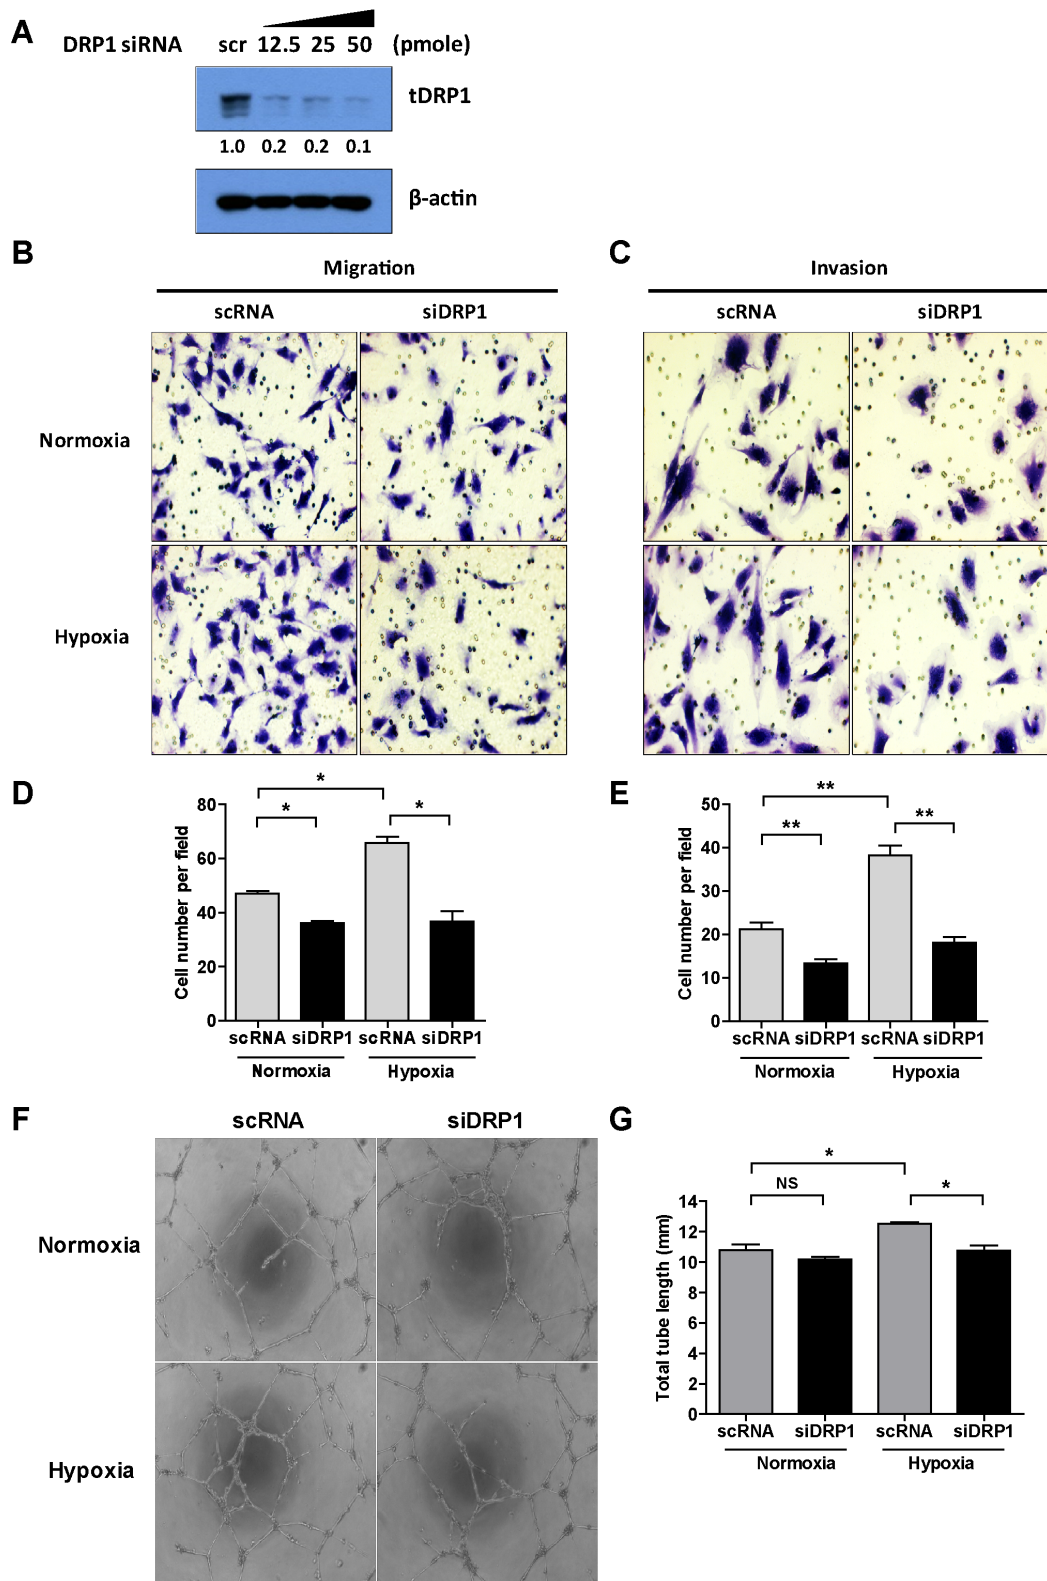 A
DRP1 siRNA scr 12.5 25 50 (pmole)
tDRP1
1.0 0.2 0.2 0.1
β-actin
B
Migration
scRNA siDRP1
Normoxia
Hypoxia
C
Invasion
scRNA siDRP1
D
Cell number per field
80
60
40
20
0
* * *
scRNA siDRP1 scRNA siDRP1
Normoxia Hypoxia
E
Cell number per field
50
40
30
20
10
0
** ** **
scRNA siDRP1 scRNA siDRP1
Normoxia Hypoxia
F
scRNA siDRP1
Normoxia
Hypoxia
G
Total tube length (mm)
14
12
10
8
6
4
2
0
*
NS *
scRNA siDRP1 scRNA siDRP1
Normoxia Hypoxia